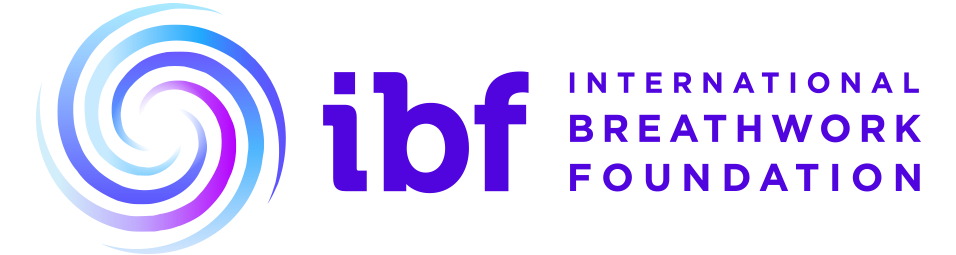 ibf
INTERNATIONAL
BREATHWORK
FOUNDATION